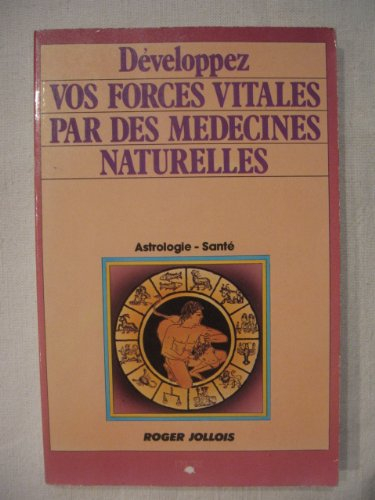 Développez
VOS FORCES VITALES
PAR DES MEDECINES
NATURELLES
Astrologie - Santé
ROGER JOLLOIS